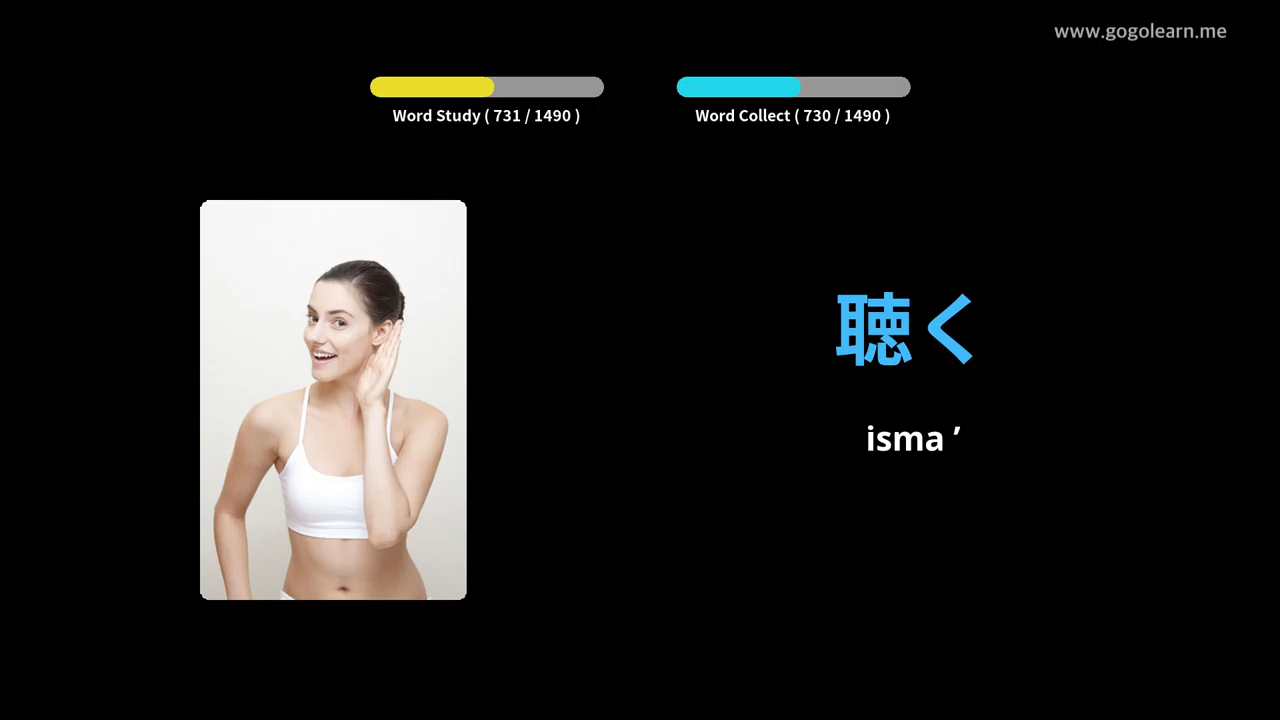 www.gogolearn.me
Word Study ( 731 / 1490 )
Word Collect ( 730 / 1490 )
聴く
isma ’